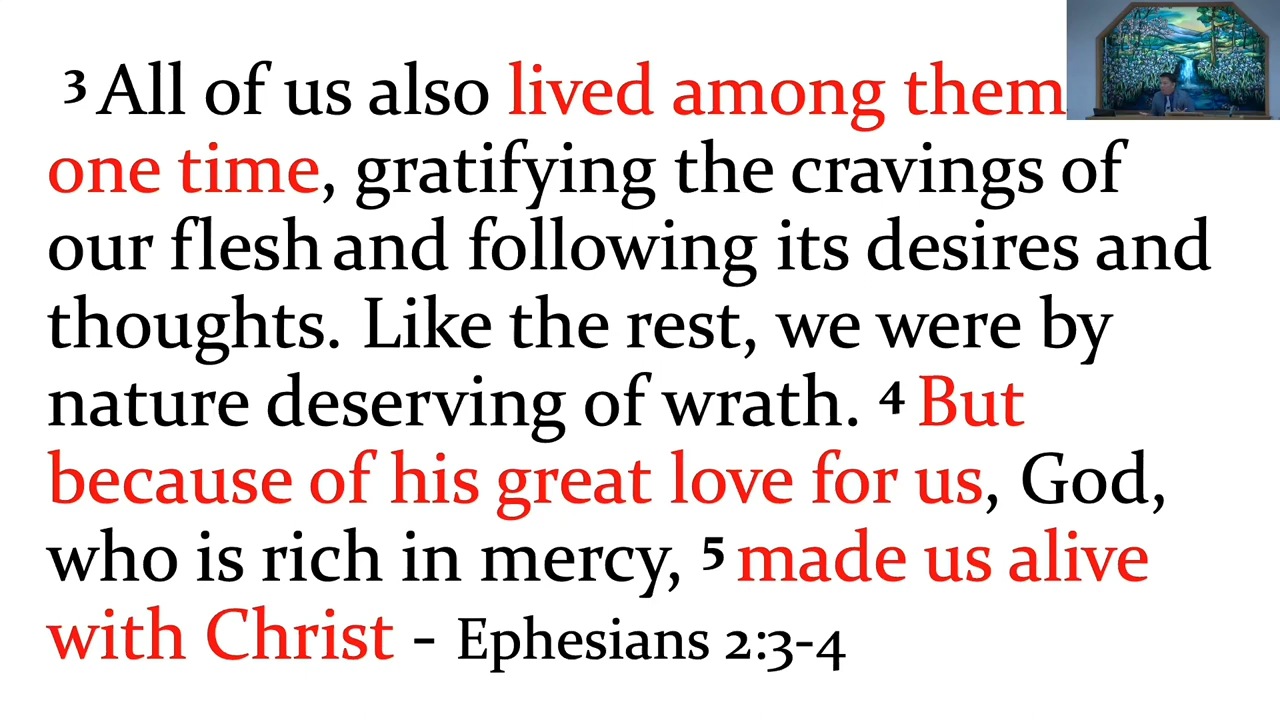 3 All of us also lived among them
one time, gratifying the cravings of
our flesh and following its desires and
thoughts. Like the rest, we were by
nature deserving of wrath. 4 But
because of his great love for us, God,
who is rich in mercy, 5 made us alive
with Christ - Ephesians 2:3-4